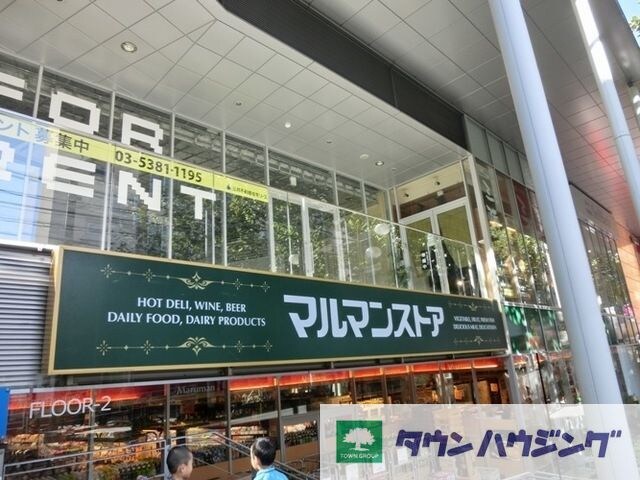 FOR
RENT
ント募集中 03-5381-1195
HOT DELI, WINE, BEER
DAILY FOOD, DAIRY PRODUCTS
マルマンストア
Maruman
FLOOR-2
TOWN GROUP
タウンハウジング